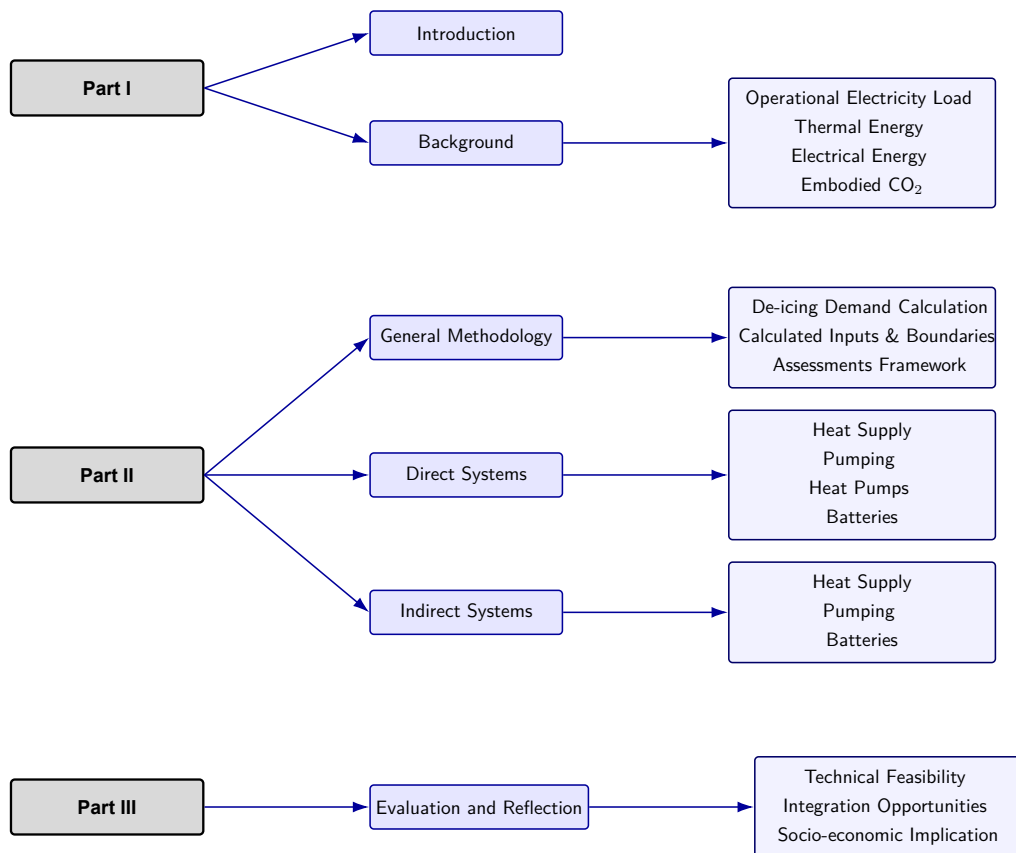 Part I
Introduction
Background
Operational Electricity Load
Thermal Energy
Electrical Energy
Embodied CO₂
Part II
General Methodology
De-icing Demand Calculation
Calculated Inputs & Boundaries
Assessments Framework
Direct Systems
Heat Supply
Pumping
Heat Pumps
Batteries
Indirect Systems
Heat Supply
Pumping
Batteries
Part III
Evaluation and Reflection
Technical Feasibility
Integration Opportunities
Socio-economic Implication